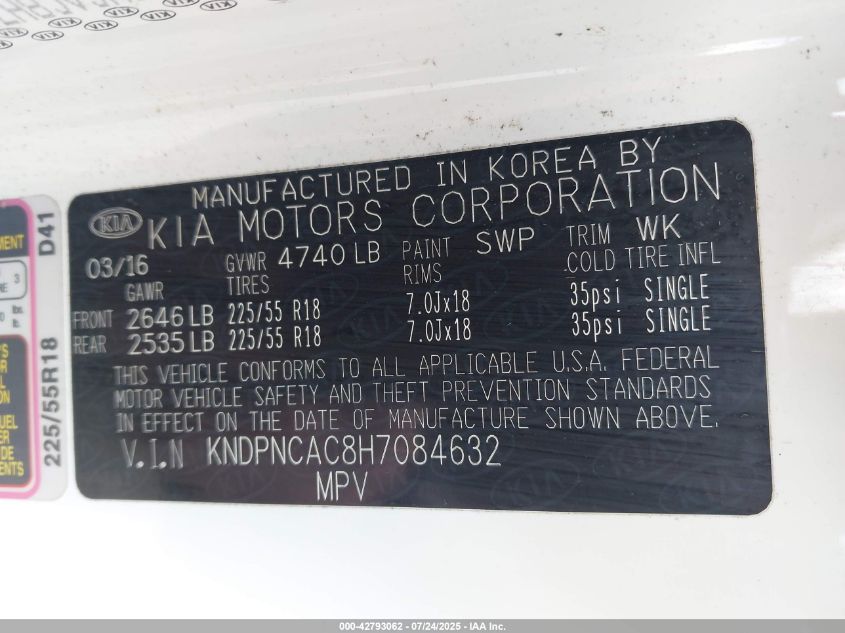 MANUFACTURED IN KOREA BY
KIA KIA MOTORS CORPORATION
03/16 GVWR 4740 LB PAINT SWP TRIM WK
GAWR TIRES RIMS COLD TIRE INFL
FRONT 2646 LB 225/55 R18 7.0Jx18 35psi SINGLE
REAR 2535 LB 225/55 R18 7.0Jx18 35psi SINGLE
THIS VEHICLE CONFORMS TO ALL APPLICABLE U.S.A. FEDERAL
MOTOR VEHICLE SAFETY AND THEFT PREVENTION STANDARDS
IN EFFECT ON THE DATE OF MANUFACTURE SHOWN ABOVE.
V.I.N KNDPNCAC8H7084632
MPV
225/55R18 D41
000-42793062 - 07/24/2025 - IAA Inc.